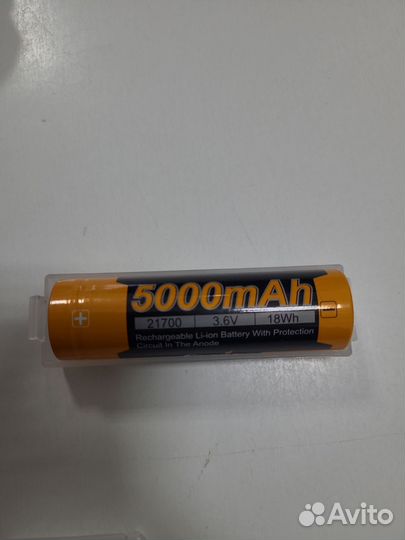 5000mAh
21700 3.6V 18Wh
Rechargeable Li-ion Battery With Protection
Circuit In The Anode
Avito